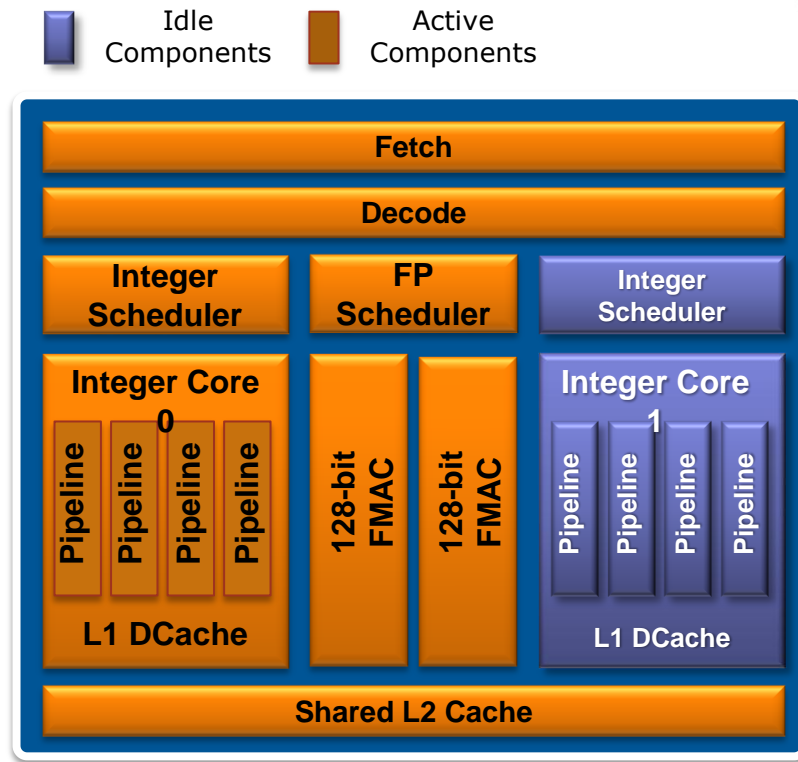 Idle
Components
Active
Components
Fetch
Decode
Integer
Scheduler
FP
Scheduler
Integer
Scheduler
Integer Core
0
Pipeline
Pipeline
Pipeline
Pipeline
L1 DCache
128-bit
FMAC
128-bit
FMAC
Integer Core
1
Pipeline
Pipeline
Pipeline
Pipeline
L1 DCache
Shared L2 Cache